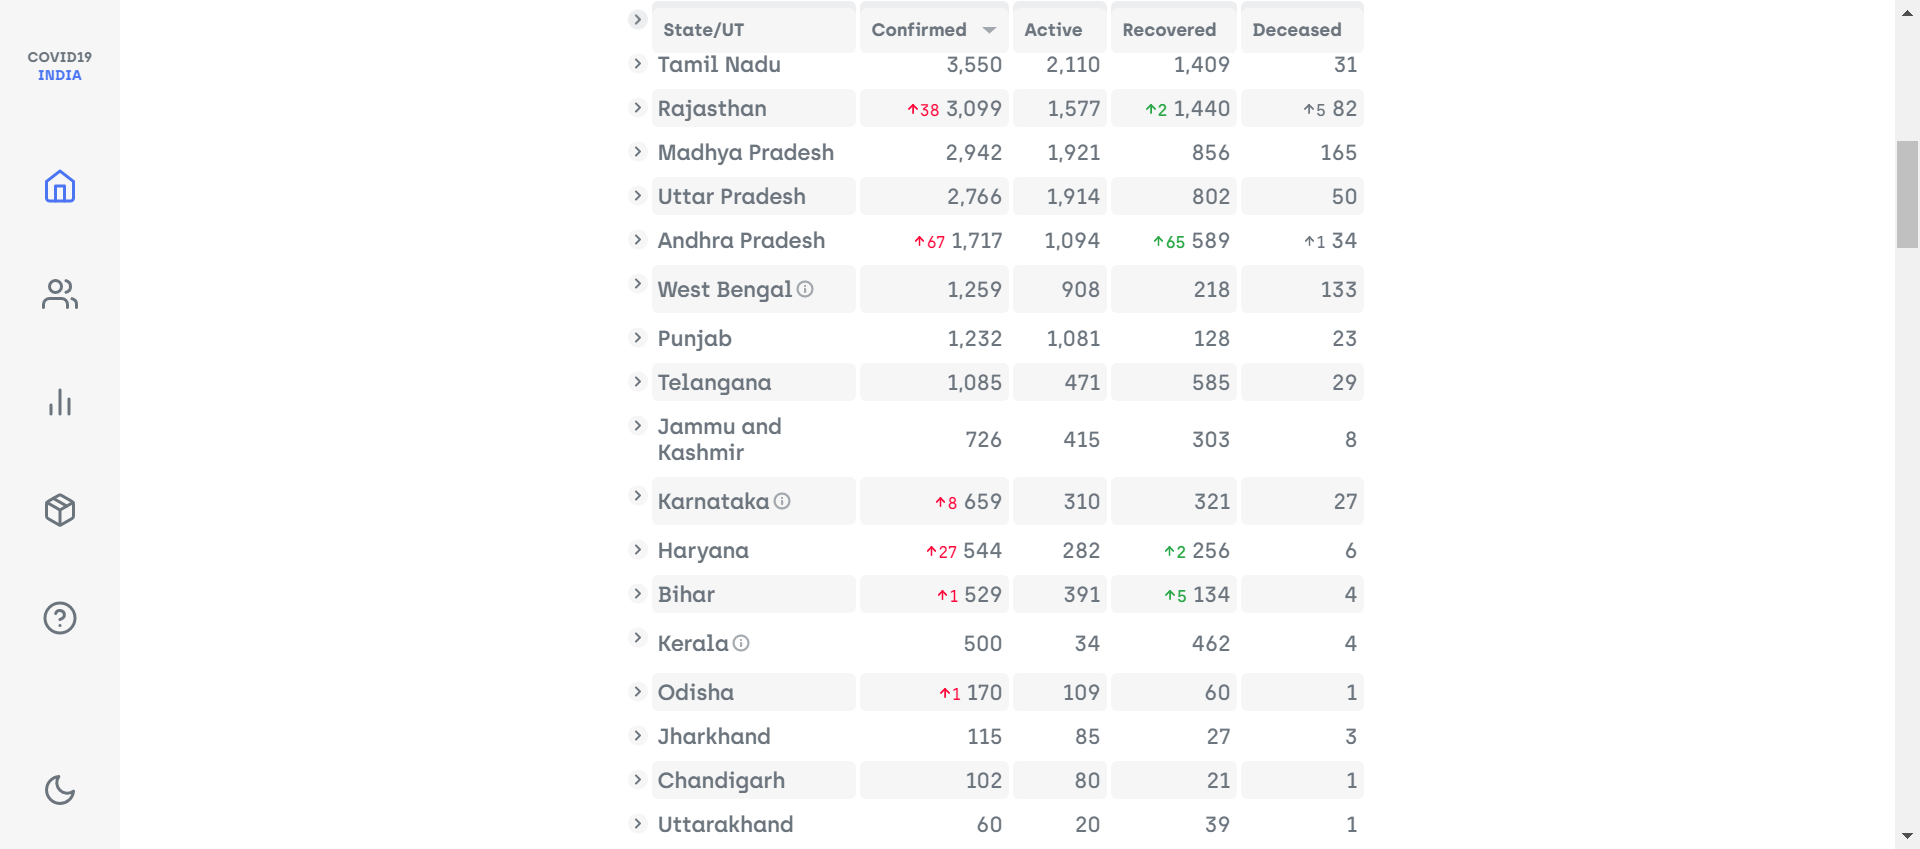 COVID19
INDIA
State/UT Confirmed Active Recovered Deceased
Tamil Nadu 3,550 2,110 1,409 31
Rajasthan ↑38 3,099 1,577 ↑2 1,440 ↑5 82
Madhya Pradesh 2,942 1,921 856 165
Uttar Pradesh 2,766 1,914 802 50
Andhra Pradesh ↑67 1,717 1,094 ↑65 589 ↑1 34
West Bengal 1,259 908 218 133
Punjab 1,232 1,081 128 23
Telangana 1,085 471 585 29
Jammu and
Kashmir 726 415 303 8
Karnataka ↑8 659 310 321 27
Haryana ↑27 544 282 ↑2 256 6
Bihar ↑1 529 391 ↑5 134 4
Kerala 500 34 462 4
Odisha ↑1 170 109 60 1
Jharkhand 115 85 27 3
Chandigarh 102 80 21 1
Uttarakhand 60 20 39 1